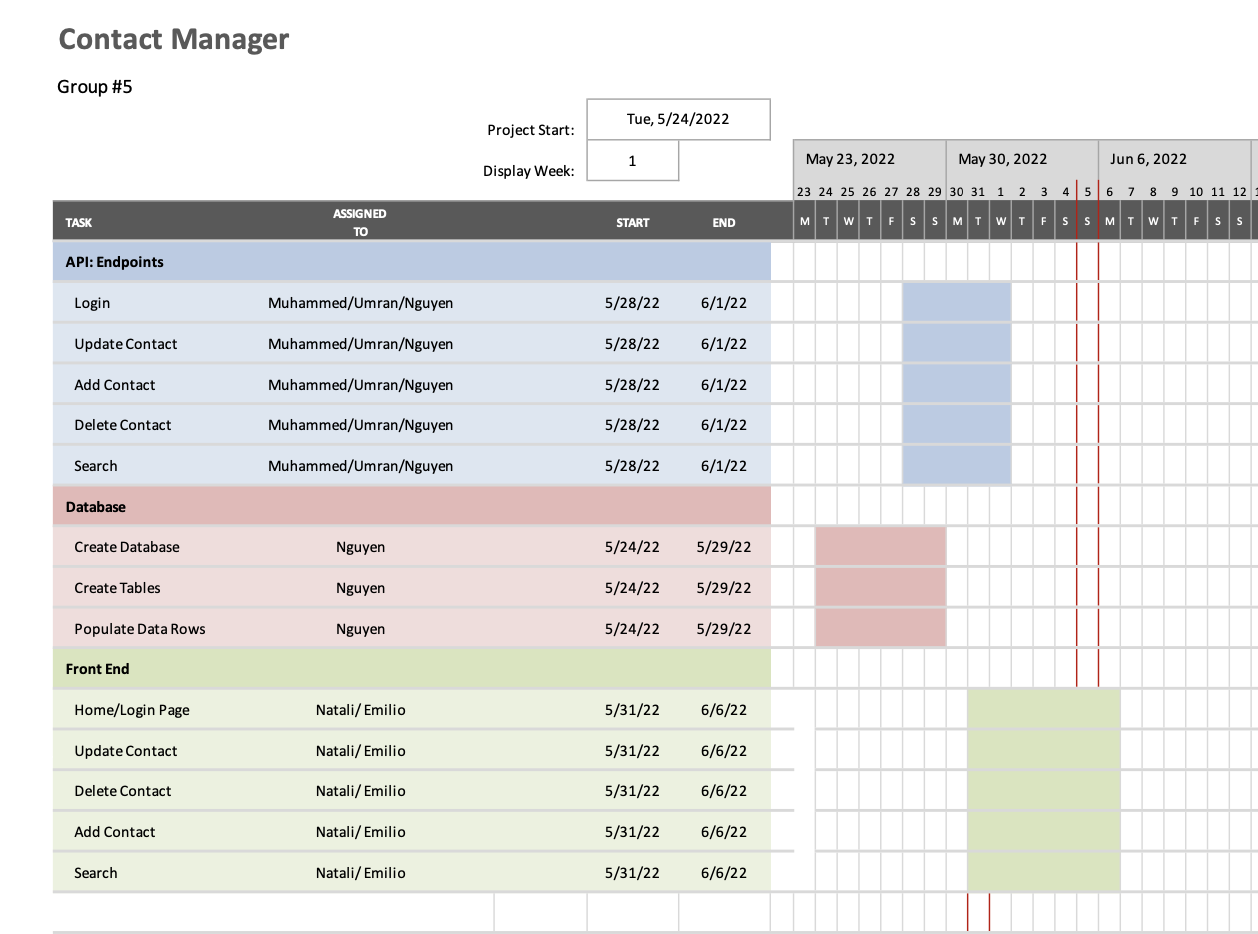 Contact Manager
Group #5
Project Start: Tue, 5/24/2022
Display Week: 1
May 23, 2022 May 30, 2022 Jun 6, 2022
23 24 25 26 27 28 29 30 31 1 2 3 4 5 6 7 8 9 10 11 12
TASK ASSIGNED TO START END M T W T F S S M T W T F S S M T W T F S S
API: Endpoints
Login Muhammed/Umran/Nguyen 5/28/22 6/1/22
Update Contact Muhammed/Umran/Nguyen 5/28/22 6/1/22
Add Contact Muhammed/Umran/Nguyen 5/28/22 6/1/22
Delete Contact Muhammed/Umran/Nguyen 5/28/22 6/1/22
Search Muhammed/Umran/Nguyen 5/28/22 6/1/22
Database
Create Database Nguyen 5/24/22 5/29/22
Create Tables Nguyen 5/24/22 5/29/22
Populate Data Rows Nguyen 5/24/22 5/29/22
Front End
Home/Login Page Natali/ Emilio 5/31/22 6/6/22
Update Contact Natali/ Emilio 5/31/22 6/6/22
Delete Contact Natali/ Emilio 5/31/22 6/6/22
Add Contact Natali/ Emilio 5/31/22 6/6/22
Search Natali/ Emilio 5/31/22 6/6/22